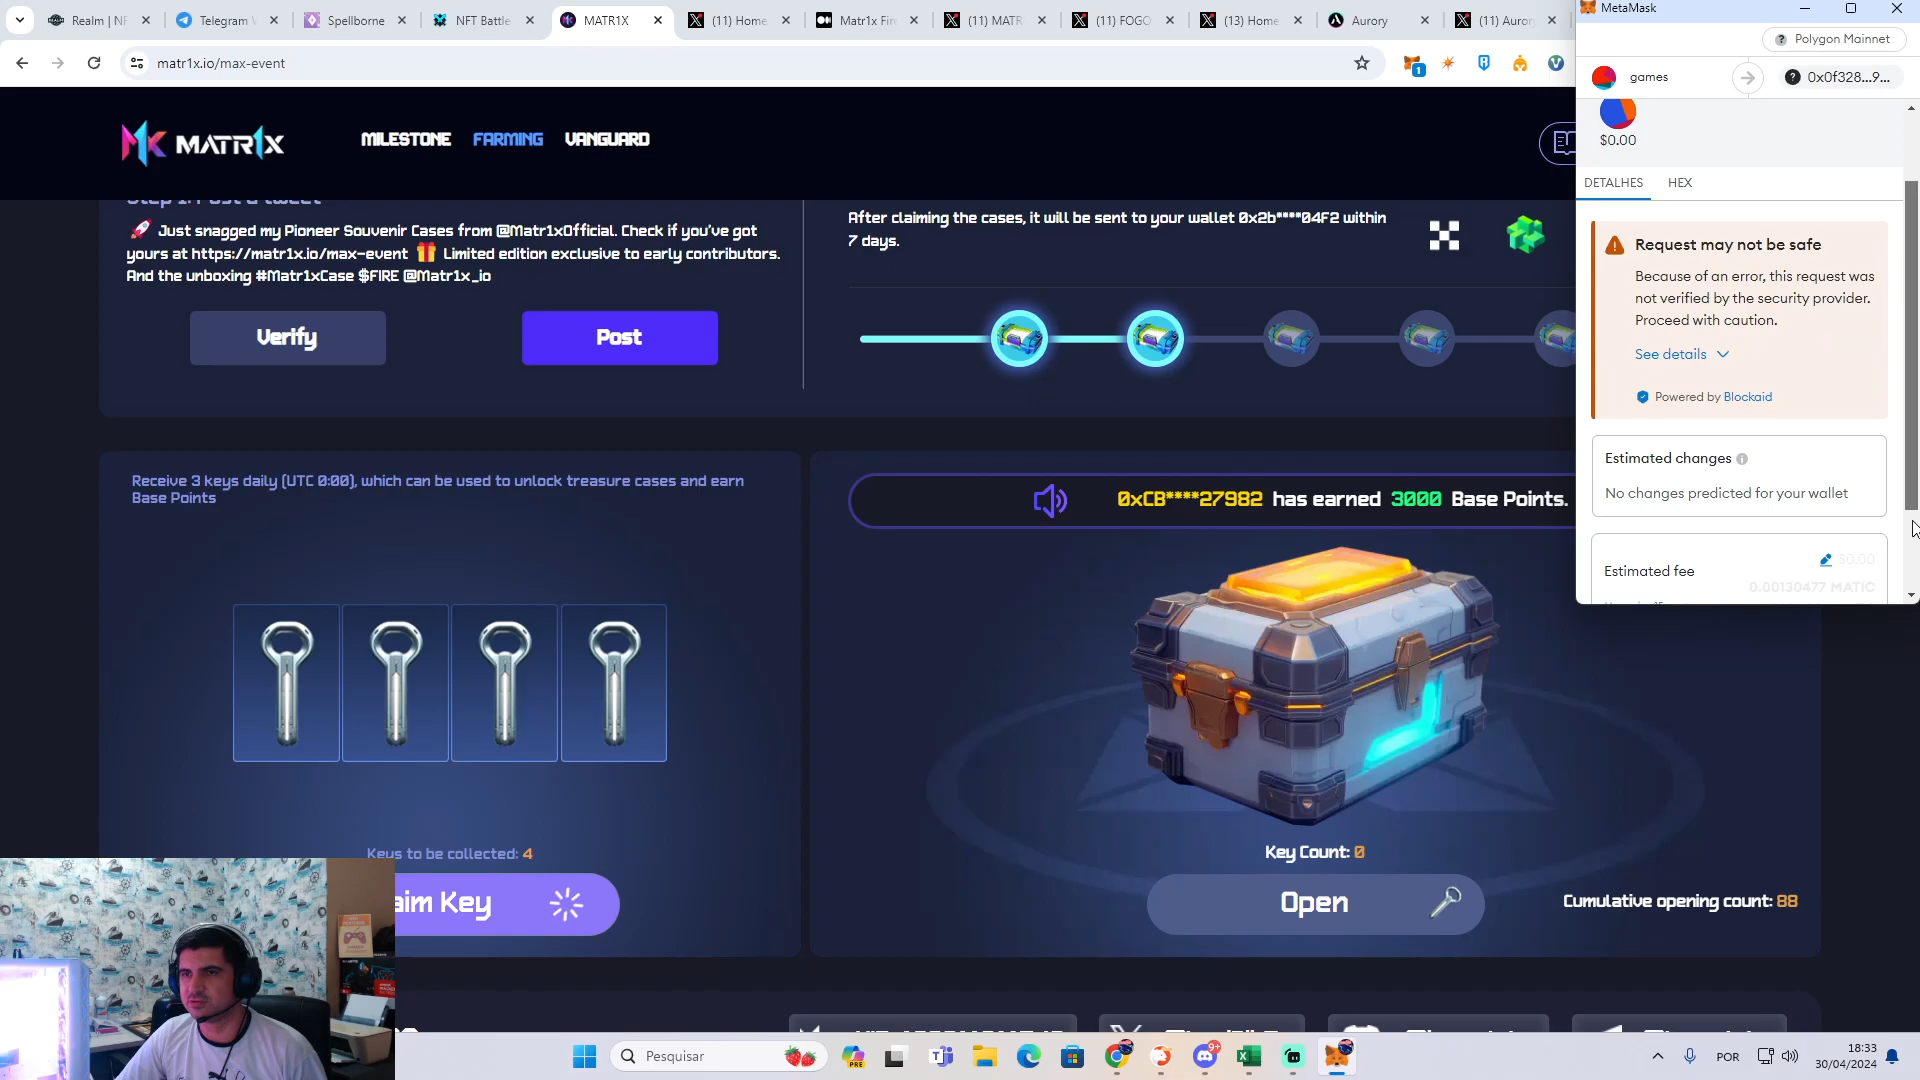 Realm | NF
Telegram
Spellborne
NFT Battle
MATR1X
(11) Home
Matr1x Fir
(11) MATR
(11) FOGO
(13) Home
Aurory
(11) Auror
matr1x.io/max-event
1
MetaMask
Polygon Mainnet
games
0x0f328...9...
$0.00
DETALHES HEX
MATR1X
MILESTONE FARMING VANGUARD
🚀 Just snagged my Pioneer Souvenir Cases from @Matr1xOfficial. Check if you've got
yours at https://matr1x.io/max-event 🎁 Limited edition exclusive to early contributors.
And the unboxing #Matr1xCase $FIRE @Matr1x_io
Verify Post
After claiming the cases, it will be sent to your wallet 0x2b****04F2 within
7 days.
Request may not be safe
Because of an error, this request was
not verified by the security provider.
Proceed with caution.
See details
Powered by Blockaid
Estimated changes
No changes predicted for your wallet
Estimated fee
$0.00
0.00130477 MATIC
Receive 3 keys daily (UTC 0:00), which can be used to unlock treasure cases and earn
Base Points
0xCB****27982 has earned 3000 Base Points.
Keys to be collected: 4
aim Key
Key Count: 0
Open
Cumulative opening count: 88
Pesquisar
PRE
9+
POR
18:33
30/04/2024